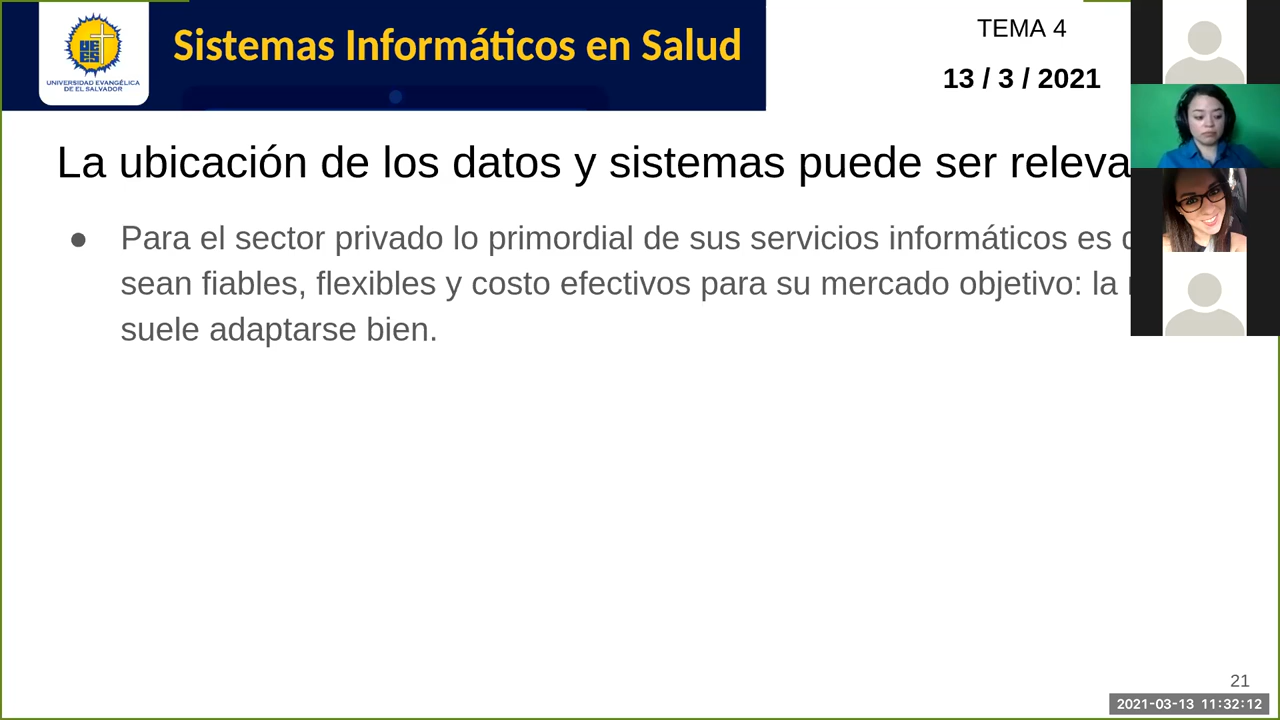 UNIVERSIDAD EVANGÉLICA
DE EL SALVADOR
Sistemas Informáticos en Salud
TEMA 4
13 / 3 / 2021
La ubicación de los datos y sistemas puede ser
● Para el sector privado lo primordial de sus servicios informáticos es
sean fiables, flexibles y costo efectivos para su mercado objetivo: la
suele adaptarse bien.
21
2021-03-13 11:32:12